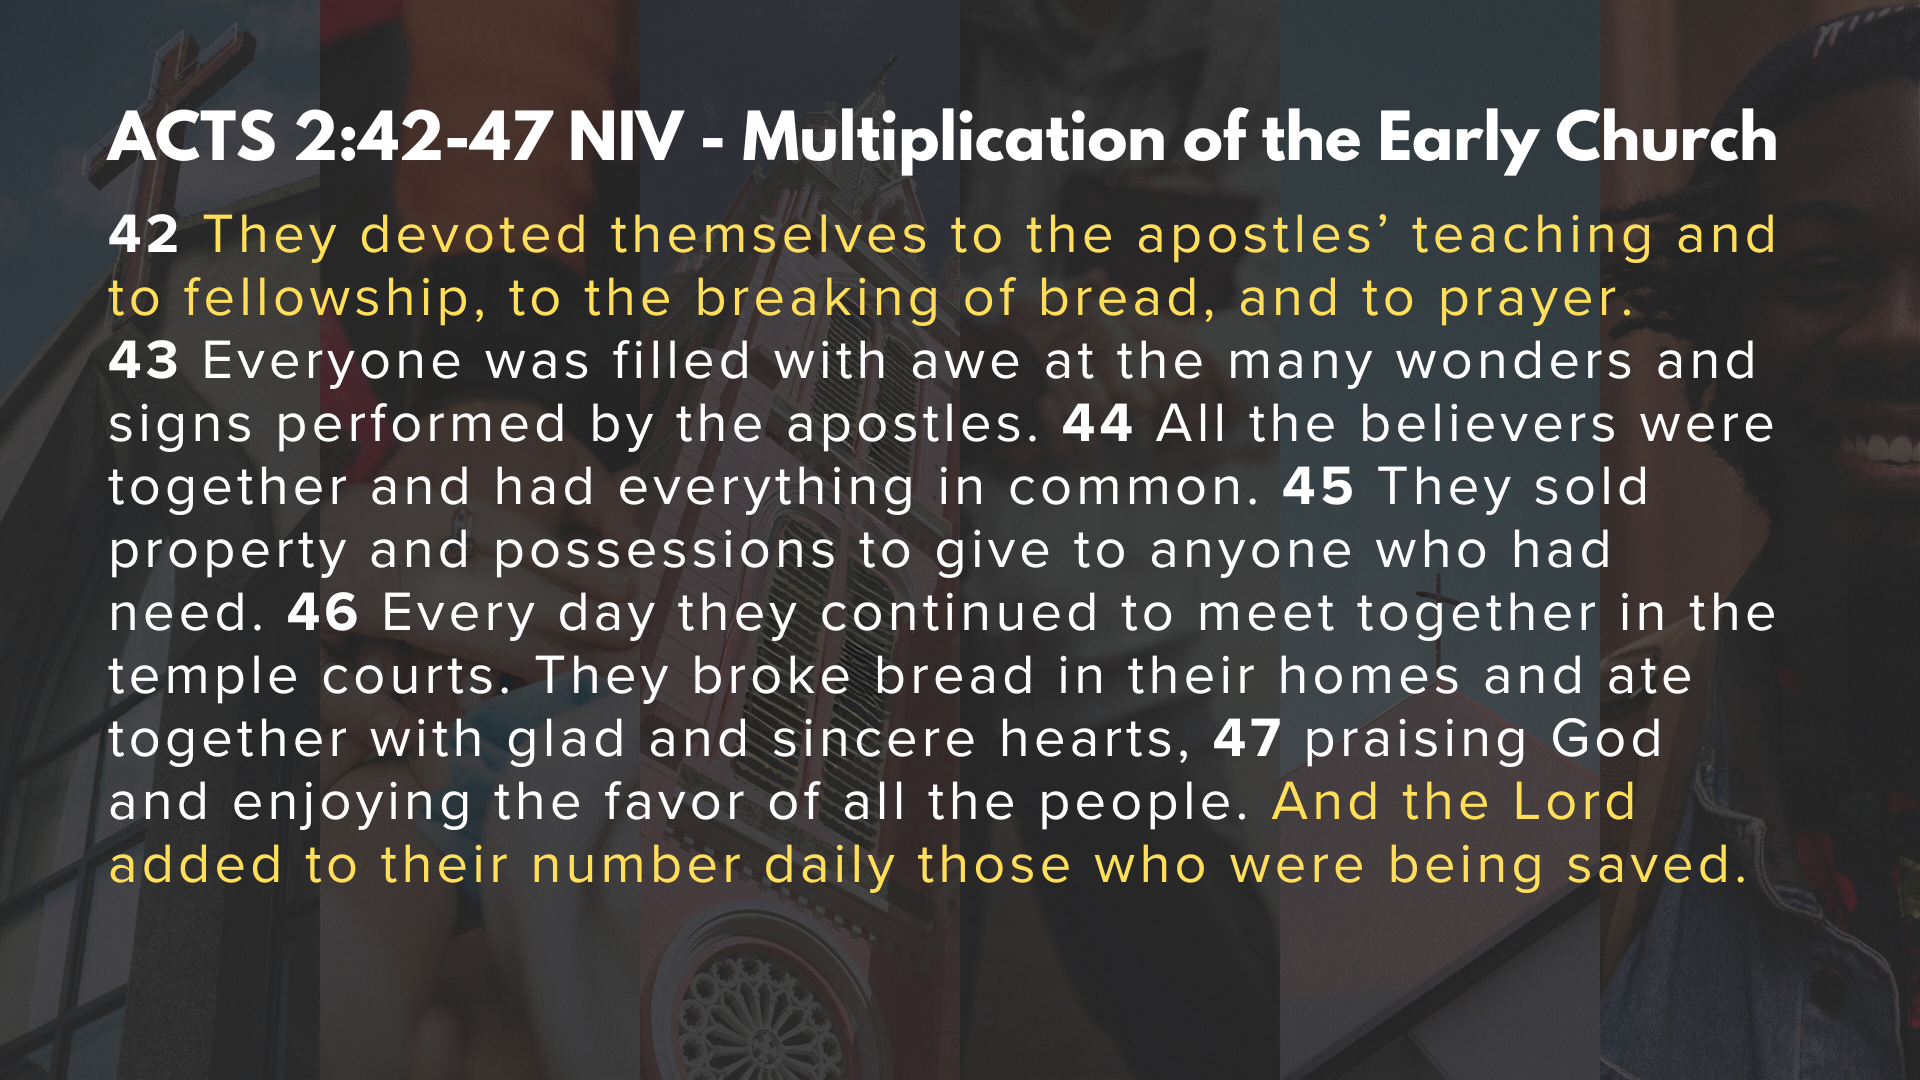 ACTS 2:42-47 NIV - Multiplication of the Early Church
42 They devoted themselves to the apostles’ teaching and
to fellowship, to the breaking of bread, and to prayer.
43 Everyone was filled with awe at the many wonders and
signs performed by the apostles. 44 All the believers were
together and had everything in common. 45 They sold
property and possessions to give to anyone who had
need. 46 Every day they continued to meet together in the
temple courts. They broke bread in their homes and ate
together with glad and sincere hearts, 47 praising God
and enjoying the favor of all the people. And the Lord
added to their number daily those who were being saved.